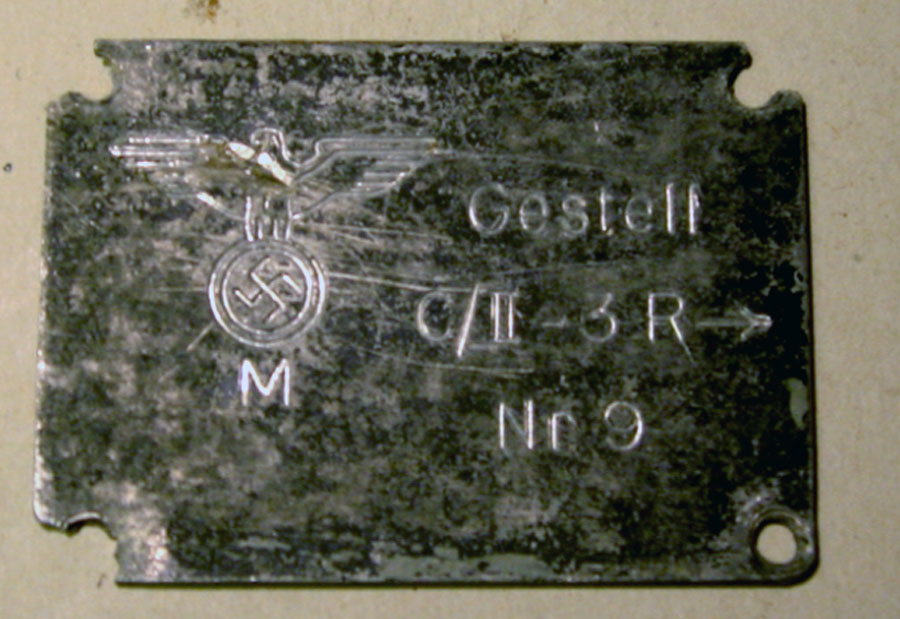 Gestell
C/II - 3 R →
M
Nr 9